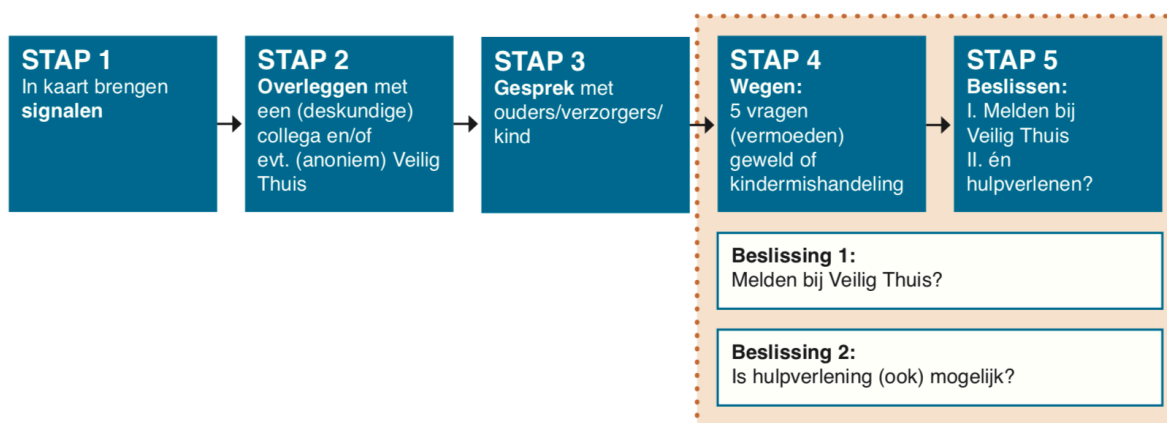 STAP 1
In kaart brengen
signalen
STAP 2
Overleggen met
een (deskundige)
collega en/of
evt. (anoniem) Veilig
Thuis
STAP 3
Gesprek met
ouders/verzorgers/
kind
STAP 4
Wegen:
5 vragen
(vermoeden)
geweld of
kindermishandeling
STAP 5
Beslissen:
I. Melden bij
Veilig Thuis
II. én
hulpverlenen?
Beslissing 1:
Melden bij Veilig Thuis?
Beslissing 2:
Is hulpverlening (ook) mogelijk?